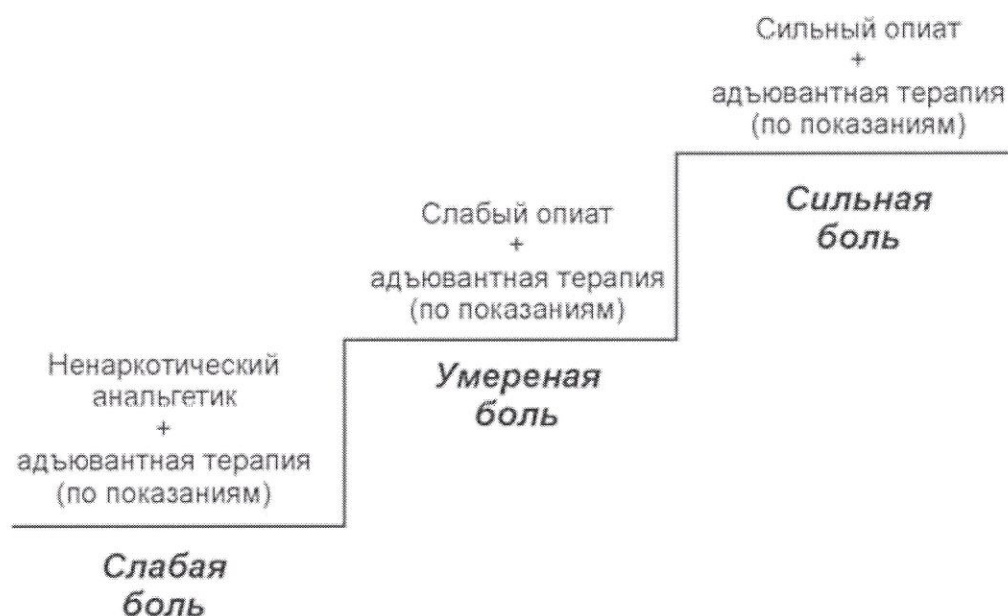 Сильный опиат
+
адъювантная терапия
(по показаниям)
Сильная
боль
Слабый опиат
+
адъювантная терапия
(по показаниям)
Умереная
боль
Ненаркотический
анальгетик
+
адъювантная терапия
(по показаниям)
Слабая
боль